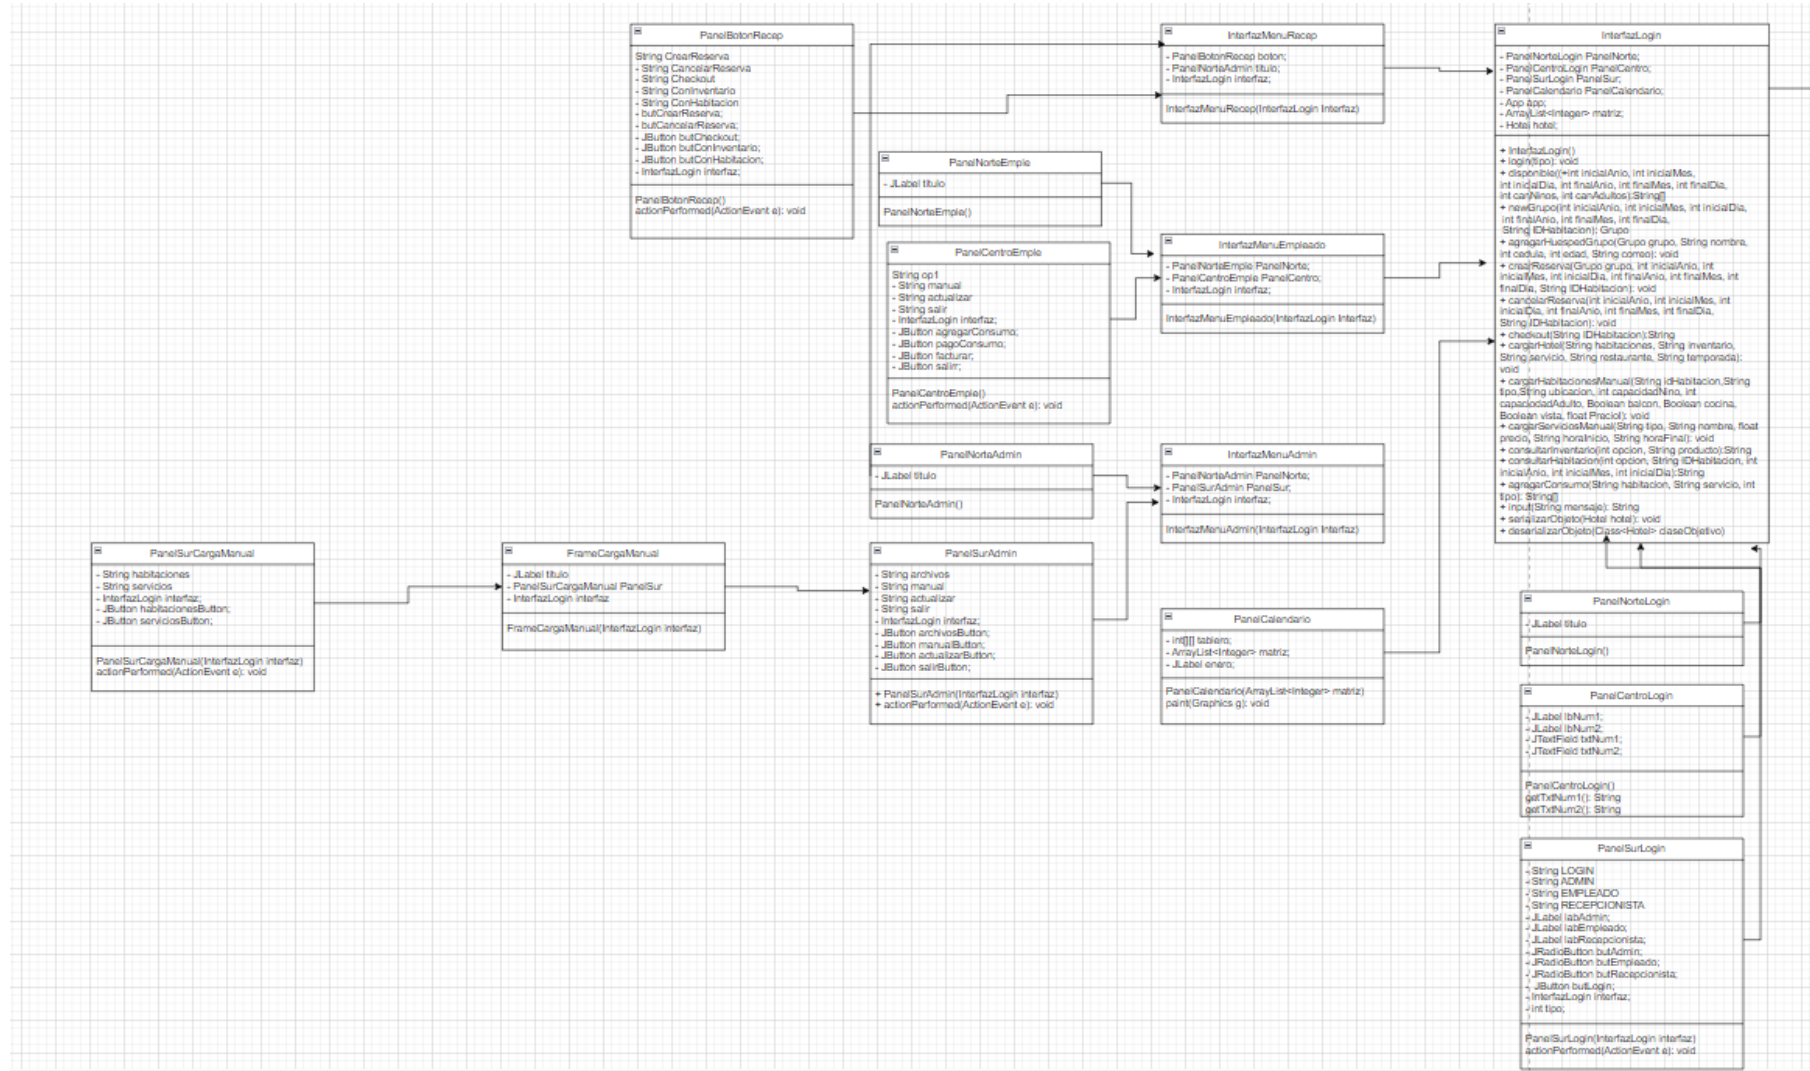 PanelBotonRecep
String CrearReserva
- String CancelarReserva
- String Checkout
- String ConInventario
- String ConHabitacion
- butCrearReserva;
- butCancelarReserva;
- JButton butCheckout;
- JButton butConInventario;
- JButton butConHabitacion;
- InterfazLogin interfaz;
PanelBotonRecep()
actionPerformed(ActionEvent e): void
InterfazMenuRecep
- PanelBotonRecep boton;
- PanelNorteAdmin titulo;
- InterfazLogin interfaz;
InterfazMenuRecep(InterfazLogin Interfaz)
InterfazLogin
- PanelNorteLogin PanelNorte;
- PanelCentroLogin PanelCentro;
- PanelSurLogin PanelSur;
- PanelCalendario PanelCalendario;
- App app;
- ArrayList<Integer> matriz;
- Hotel hotel;
+ InterfazLogin()
+ login(tipo): void
+ disponible((+int inicialAnio, int inicialMes,
int inicialDia, int finalAnio, int finalMes, int finalDia,
int canNinos, int canAdultos):String[]
+ newGrupo(int inicialAnio, int inicialMes, int inicialDia,
int finalAnio, int finalMes, int finalDia,
String IDHabitacion): Grupo
+ agregarHuespedGrupo(Grupo grupo, String nombre,
int cedula, int edad, String correo): void
+ crearReserva(Grupo grupo, int inicialAnio, int
inicialMes, int inicialDia, int finalAnio, int finalMes, int
finalDia, String IDHabitacion): void
+ cancelarReserva(int inicialAnio, int inicialMes, int
inicialDia, int finalAnio, int finalMes, int finalDia,
String IDHabitacion): void
+ checkout(String IDHabitacion):String
+ cargarHotel(String habitaciones, String inventario,
String servicio, String restaurante, String temporada):
void
+ cargarHabitacionesManual(String idHabitacion,String
tipo,String ubicacion, int capacidadNino, int
capaciodadAdulto, Boolean balcon, Boolean cocina,
Boolean vista, float Preciol): void
+ cargarServiciosManual(String tipo, String nombre, float
precio, String horaInicio, String horaFinal): void
+ consultarInventario(int opcion, String producto):String
+ consultarHabitacion(int opcion, String IDHabitacion, int
inicialAnio, int inicialMes, int inicialDia):String
+ agregarConsumo(String habitacion, String servicio, int
tipo): String[]
+ input(String mensaje): String
+ serializarObjeto(Hotel hotel): void
+ deserializarObjeto(Class<Hotel> claseObjetivo)
PanelNorteEmple
- JLabel titulo
PanelNorteEmple()
PanelCentroEmple
String op1
- String manual
- String actualizar
- String salir
- InterfazLogin interfaz;
- JButton agregarConsumo;
- JButton pagoConsumo;
- JButton facturar;
- JButton salirr;
PanelCentroEmple()
actionPerformed(ActionEvent e): void
InterfazMenuEmpleado
- PanelNorteEmple PanelNorte;
- PanelCentroEmple PanelCentro;
- InterfazLogin interfaz;
InterfazMenuEmpleado(InterfazLogin Interfaz)
PanelNorteAdmin
- JLabel titulo
PanelNorteAdmin()
InterfazMenuAdmin
- PanelNorteAdmin PanelNorte;
- PanelSurAdmin PanelSur;
- InterfazLogin interfaz;
InterfazMenuAdmin(InterfazLogin Interfaz)
PanelSurCargaManual
- String habitaciones
- String servicios
- InterfazLogin interfaz;
- JButton habitacionesButton;
- JButton serviciosButton;
PanelSurCargaManual(InterfazLogin interfaz)
actionPerformed(ActionEvent e): void
FrameCargaManual
- JLabel titulo
- PanelSurCargaManual PanelSur
- InterfazLogin interfaz
FrameCargaManual(InterfazLogin interfaz)
PanelSurAdmin
- String archivos
- String manual
- String actualizar
- String salir
- InterfazLogin interfaz;
- JButton archivosButton;
- JButton manualButton;
- JButton actualizarButton;
- JButton salirButton;
+ PanelSurAdmin(InterfazLogin interfaz)
+ actionPerformed(ActionEvent e): void
PanelCalendario
- int[][] tablero;
- ArrayList<Integer> matriz;
- JLabel enero;
PanelCalendario(ArrayList<Integer> matriz)
paint(Graphics g): void
PanelNorteLogin
- JLabel titulo
PanelNorteLogin()
PanelCentroLogin
- JLabel lbNum1;
- JLabel lbNum2;
- JTextField txtNum1;
- JTextField txtNum2;
PanelCentroLogin()
getTxtNum1(): String
getTxtNum2(): String
PanelSurLogin
- String LOGIN
- String ADMIN
- String EMPLEADO
- String RECEPCIONISTA
- JLabel labAdmin;
- JLabel labEmpleado;
- JLabel labRecepcionista;
- JRadioButton butAdmin;
- JRadioButton butEmpleado;
- JRadioButton butRecepcionista;
- JButton butLogin;
- InterfazLogin interfaz;
- int tipo;
PanelSurLogin(InterfazLogin interfaz)
actionPerformed(ActionEvent e): void